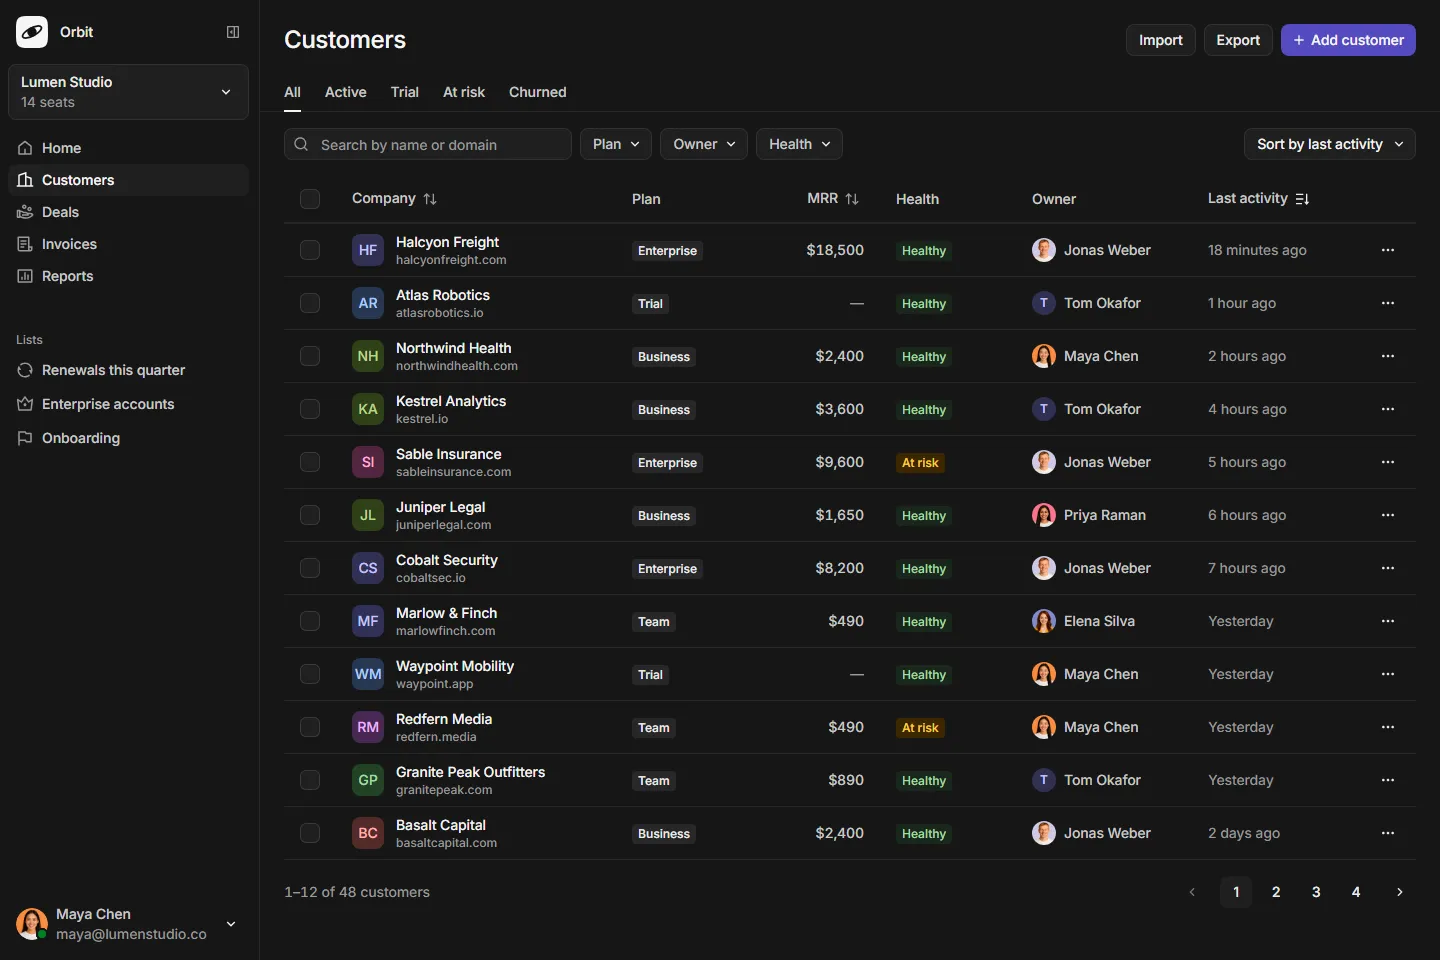 Orbit
Lumen Studio
14 seats
Home
Customers
Deals
Invoices
Reports
Lists
Renewals this quarter
Enterprise accounts
Onboarding
Maya Chen
maya@lumenstudio.co
Customers
Import
Export
+ Add customer
All Active Trial At risk Churned
Search by name or domain
Plan
Owner
Health
Sort by last activity
Company Plan MRR Health Owner Last activity
HF Halcyon Freight
halcyonfreight.com
Enterprise $18,500 Healthy Jonas Weber 18 minutes ago
AR Atlas Robotics
atlasrobotics.io
Trial — Healthy T Tom Okafor 1 hour ago
NH Northwind Health
northwindhealth.com
Business $2,400 Healthy Maya Chen 2 hours ago
KA Kestrel Analytics
kestrel.io
Business $3,600 Healthy T Tom Okafor 4 hours ago
SI Sable Insurance
sableinsurance.com
Enterprise $9,600 At risk Jonas Weber 5 hours ago
JL Juniper Legal
juniperlegal.com
Business $1,650 Healthy Priya Raman 6 hours ago
CS Cobalt Security
cobaltsec.io
Enterprise $8,200 Healthy Jonas Weber 7 hours ago
MF Marlow & Finch
marlowfinch.com
Team $490 Healthy Elena Silva Yesterday
WM Waypoint Mobility
waypoint.app
Trial — Healthy Maya Chen Yesterday
RM Redfern Media
redfern.media
Team $490 At risk Maya Chen Yesterday
GP Granite Peak Outfitters
granitepeak.com
Team $890 Healthy T Tom Okafor Yesterday
BC Basalt Capital
basaltcapital.com
Business $2,400 Healthy Jonas Weber 2 days ago
1–12 of 48 customers
1 2 3 4